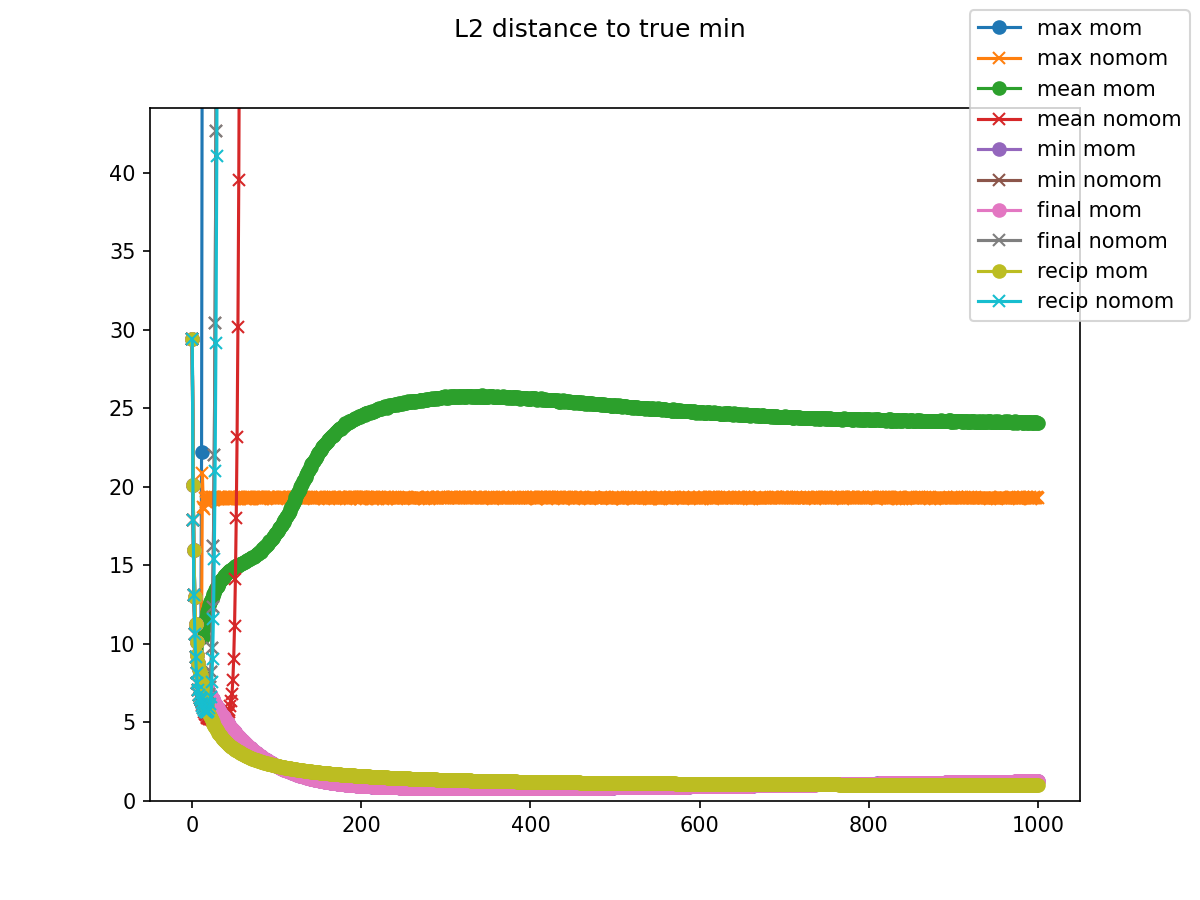 L2 distance to true min
max mom
max nomom
mean mom
mean nomom
min mom
min nomom
final mom
final nomom
recip mom
recip nomom
40
35
30
25
20
15
10
5
0
0 200 400 600 800 1000